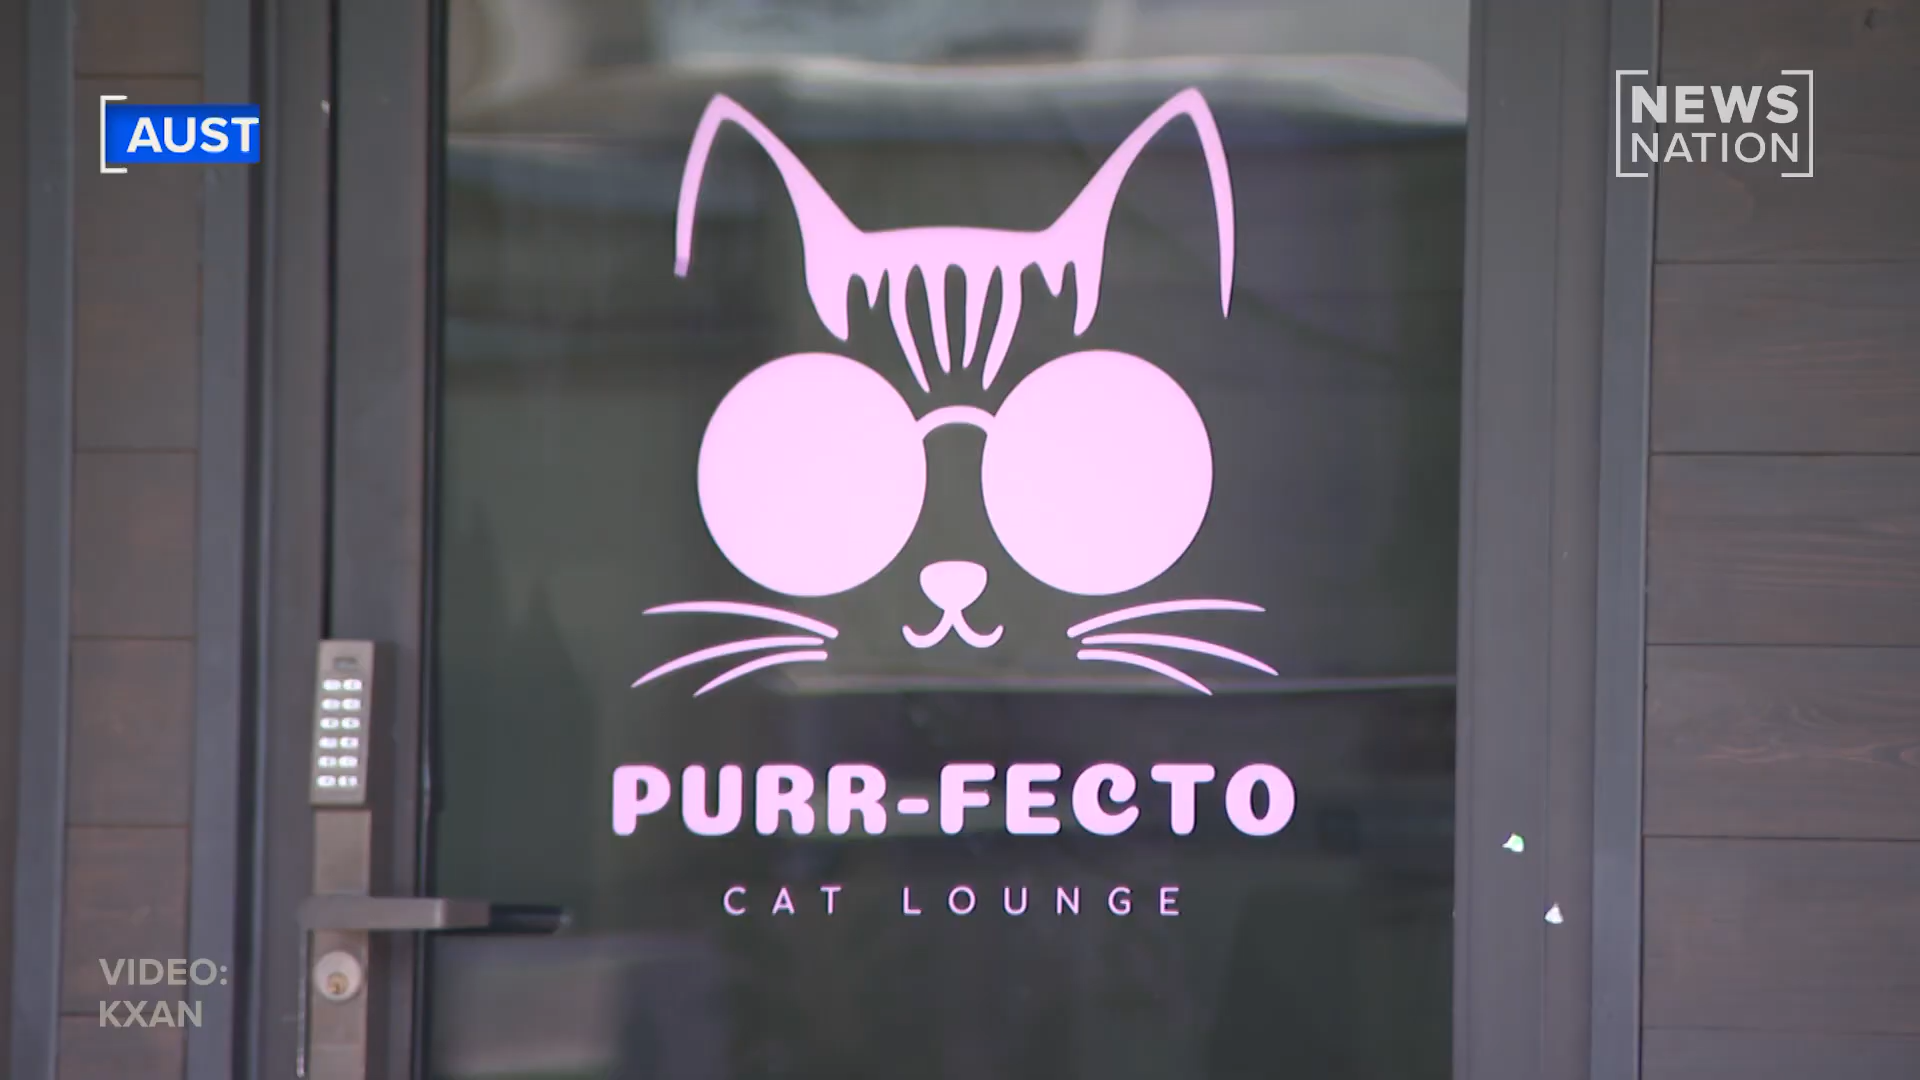 AUST
NEWS
NATION
PURR-FECTO
CAT LOUNGE
VIDEO:
KXAN